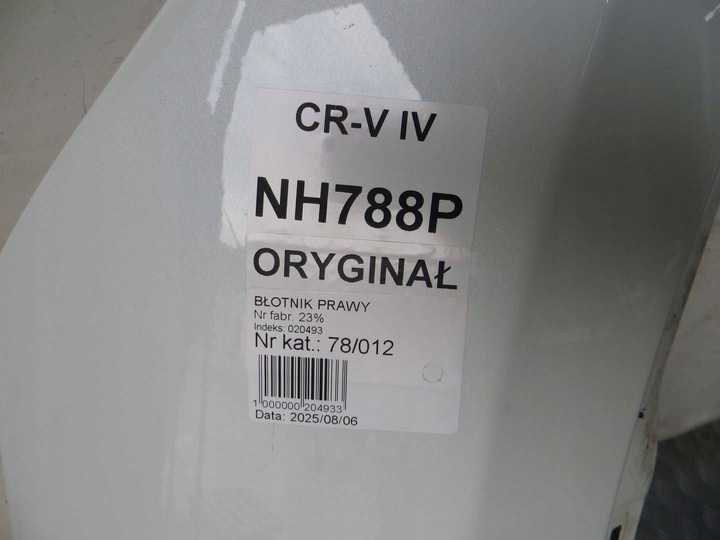 CR-V IV
NH788P
ORYGINAŁ
BŁOTNIK PRAWY
Nr fabr. 23%
Indeks: 020493
Nr kat.: 78/012
1 000000 204933
Data: 2025/08/06